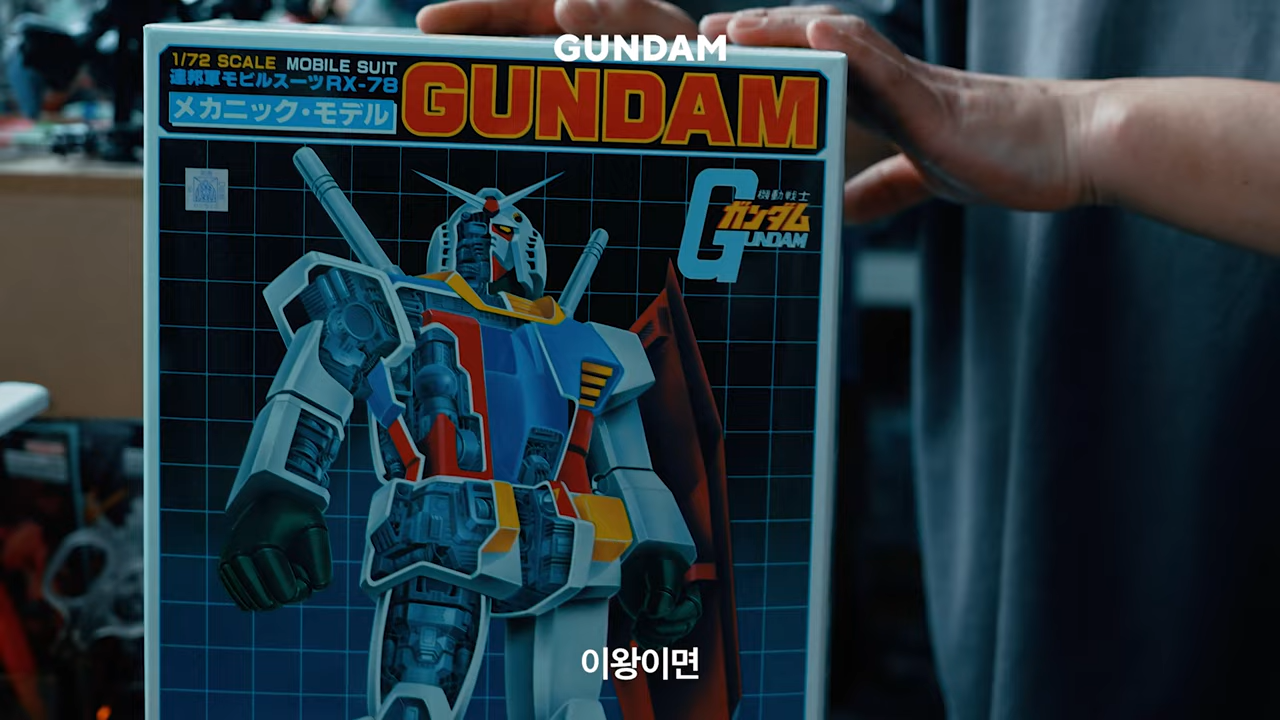 GUNDAM
1/72 SCALE MOBILE SUIT
連邦軍モビルスーツRX-78
メカニック・モデル
GUNDAM
機動戦士
ガンダム
GUNDAM
이왕이면